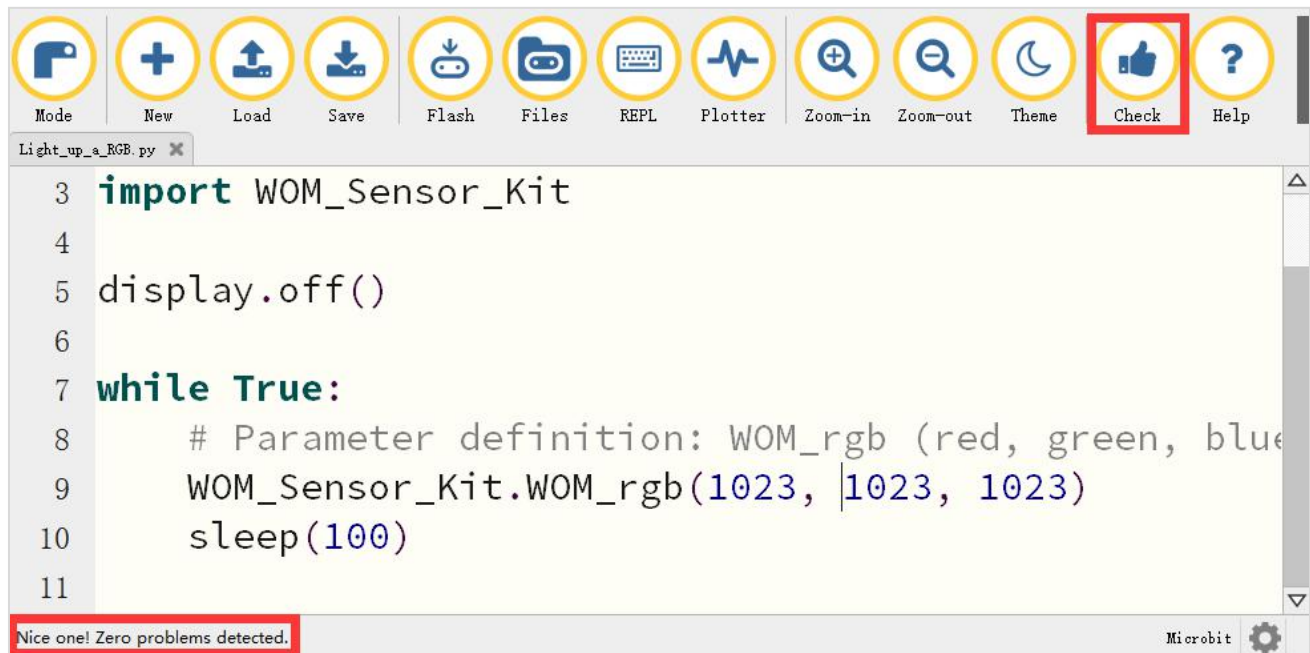 Mode New Load Save Flash Files REPL Plotter Zoom-in Zoom-out Theme Check Help
Light_up_a_RGB.py
3 import WOM_Sensor_Kit
4
5 display.off()
6
7 while True:
8 # Parameter definition: WOM_rgb (red, green, blue
9 WOM_Sensor_Kit.WOM_rgb(1023, 1023, 1023)
10 sleep(100)
11
Nice one! Zero problems detected. Microbit